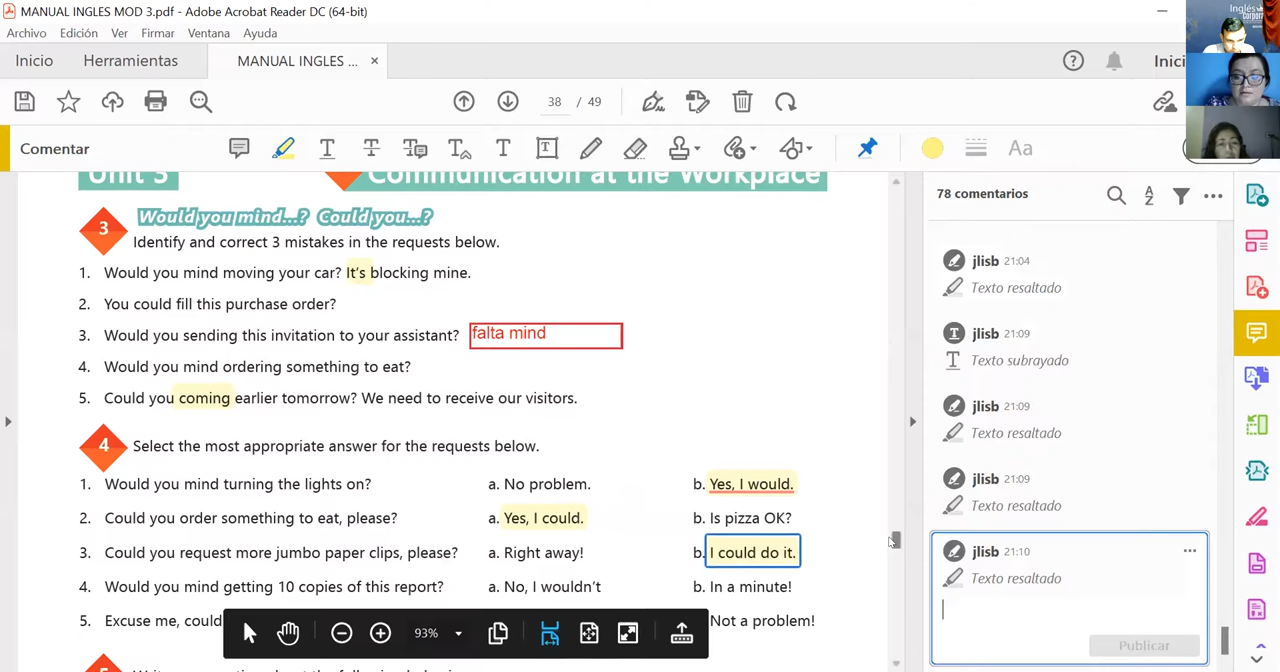 MANUAL INGLES MOD 3.pdf - Adobe Acrobat Reader DC (64-bit)
Archivo Edición Ver Firmar Ventana Ayuda
Inicio Herramientas MANUAL INGLES ... × Inici
38 / 49
Comentar
Aa
Unit 3 Communication at the Workplace
3 Would you mind...? Could you...?
Identify and correct 3 mistakes in the requests below.
1. Would you mind moving your car? It's blocking mine.
2. You could fill this purchase order?
3. Would you sending this invitation to your assistant? falta mind
4. Would you mind ordering something to eat?
5. Could you coming earlier tomorrow? We need to receive our visitors.
4 Select the most appropriate answer for the requests below.
1. Would you mind turning the lights on? a. No problem. b. Yes, I would.
2. Could you order something to eat, please? a. Yes, I could. b. Is pizza OK?
3. Could you request more jumbo paper clips, please? a. Right away! b. I could do it.
4. Would you mind getting 10 copies of this report? a. No, I wouldn't b. In a minute!
5. Excuse me, could Not a problem!
93%
78 comentarios
jlisb 21:04
Texto resaltado
jlisb 21:09
Texto subrayado
jlisb 21:09
Texto resaltado
jlisb 21:09
Texto resaltado
jlisb 21:10
Texto resaltado
Publicar
Inglés